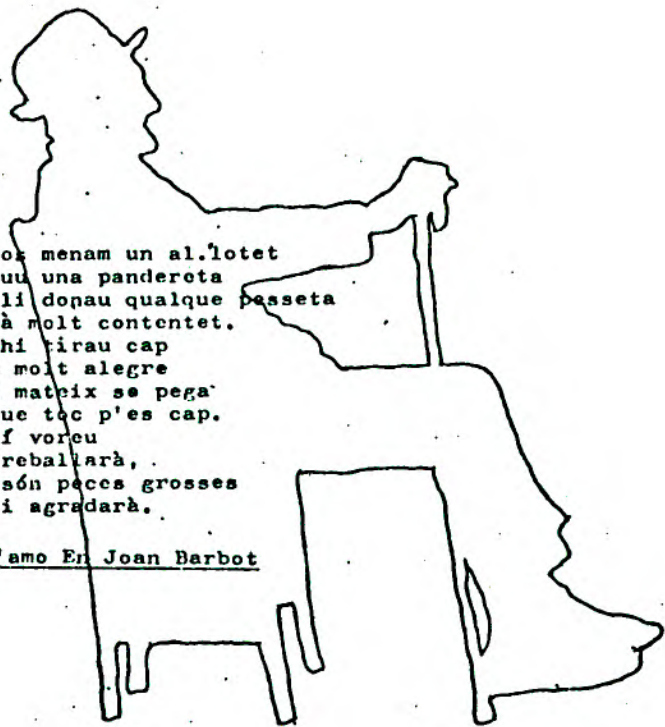 os menam un al.lotet
uu una pandereta
li donau qualque pesseta
à molt contentet.
hi tirau cap
molt alegre
mateix se pega
ue toc p'es cap.
f voreu
reballarà,
són peces grosses
i agradarà.
'amo En Joan Barbot